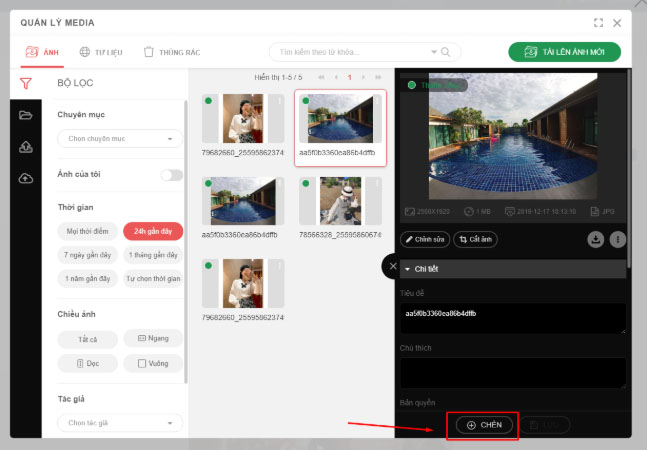 QUẢN LÝ MEDIA
ẢNH
TƯ LIỆU
THÙNG RÁC
Tìm kiếm theo từ khóa...
TẢI LÊN ẢNH MỚI
BỘ LỌC
Chuyên mục
Chọn chuyên mục
Ảnh của tôi
Thời gian
Mọi thời điểm
24h gần đây
7 ngày gần đây
1 tháng gần đây
1 năm gần đây
Tự chọn thời gian
Chiều ảnh
Tất cả
Ngang
Dọc
Vuông
Tác giả
Chọn tác giả
Hiển thị 1-5 / 5
1
79682660_25595862374
aa5f0b3360ea86b4dffb
aa5f0b3360ea86b4dffb
78566328_2559586067
79682660_25595862374
2560X1920
1 MB
2019-12-17 18:13:10
JPG
Chỉnh sửa
Cắt ảnh
Chi tiết
Tiêu đề
aa5f0b3360ea86b4dffb
Chú thích
Bản quyền
CHÈN
LƯU